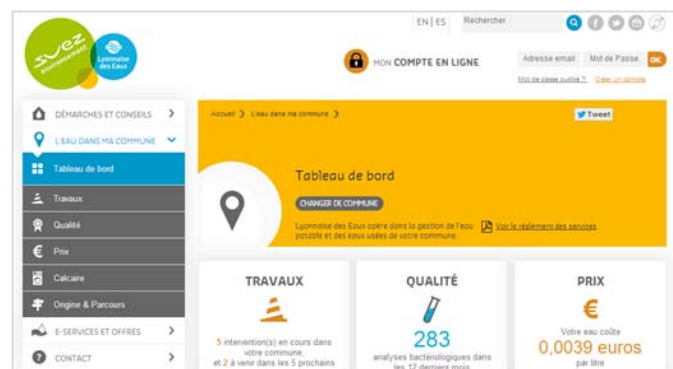 EN | ES Rechercher
suez
environnement
Lyonnaise
des Eaux
MON COMPTE EN LIGNE
Adresse email Mot de Passe OK
Mot de passe oublié ? Créer un compte
DÉMARCHES ET CONSEILS
L'EAU DANS MA COMMUNE
Tableau de bord
Travaux
Qualité
Prix
Calcaire
Origine & Parcours
E-SERVICES ET OFFRES
CONTACT
Accueil > L'eau dans ma commune >
Tweet
Tableau de bord
CHANGER DE COMMUNE
Lyonnaise des Eaux opère dans la gestion de l'eau
potable et des eaux usées de votre commune.
Voir le règlement des services
TRAVAUX
5 intervention(s) en cours dans
votre commune,
et 2 à venir dans les 5 prochains
QUALITÉ
283
analyses bactériologiques dans
les 12 derniers mois
PRIX
€
Votre eau coûte
0,0039 euros
par litre